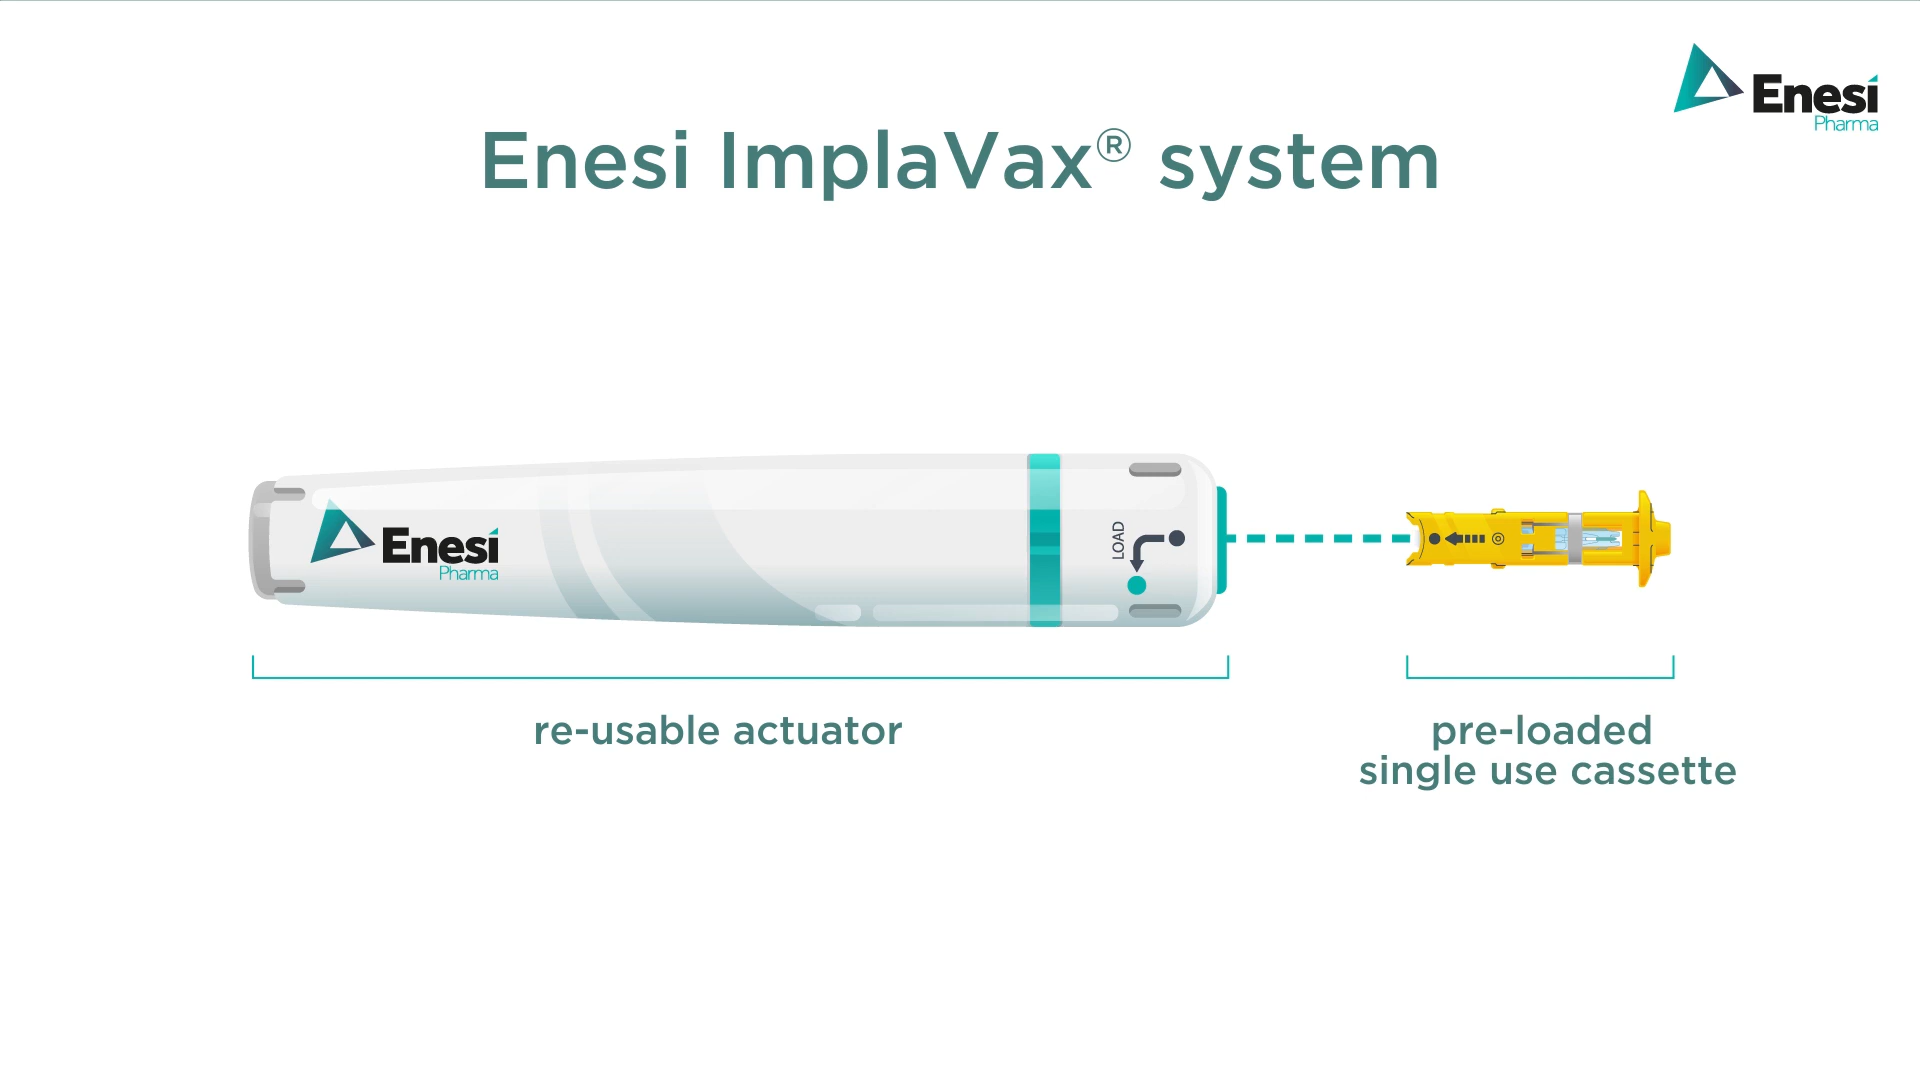 Enesi
Pharma
Enesi ImplaVax® system
Enesi
Pharma
LOAD
re-usable actuator
pre-loaded
single use cassette